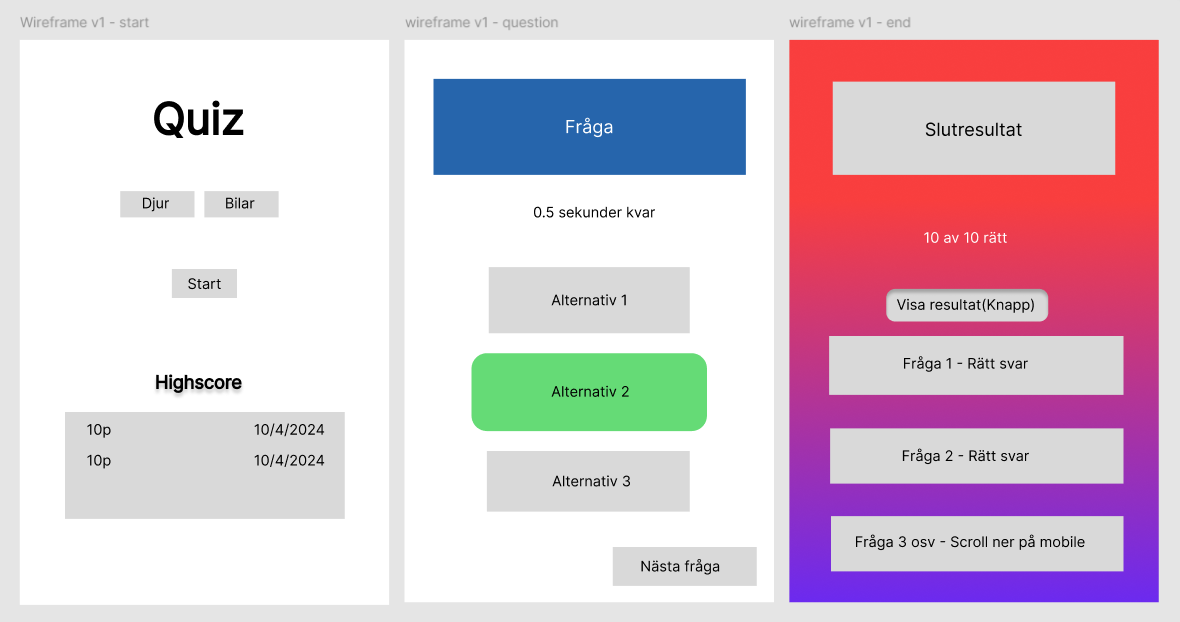 Wireframe v1 - start
Quiz
Djur
Bilar
Start
Highscore
10p 10/4/2024
10p 10/4/2024
wireframe v1 - question
Fråga
0.5 sekunder kvar
Alternativ 1
Alternativ 2
Alternativ 3
Nästa fråga
wireframe v1 - end
Slutresultat
10 av 10 rätt
Visa resultat(Knapp)
Fråga 1 - Rätt svar
Fråga 2 - Rätt svar
Fråga 3 osv - Scroll ner på mobile